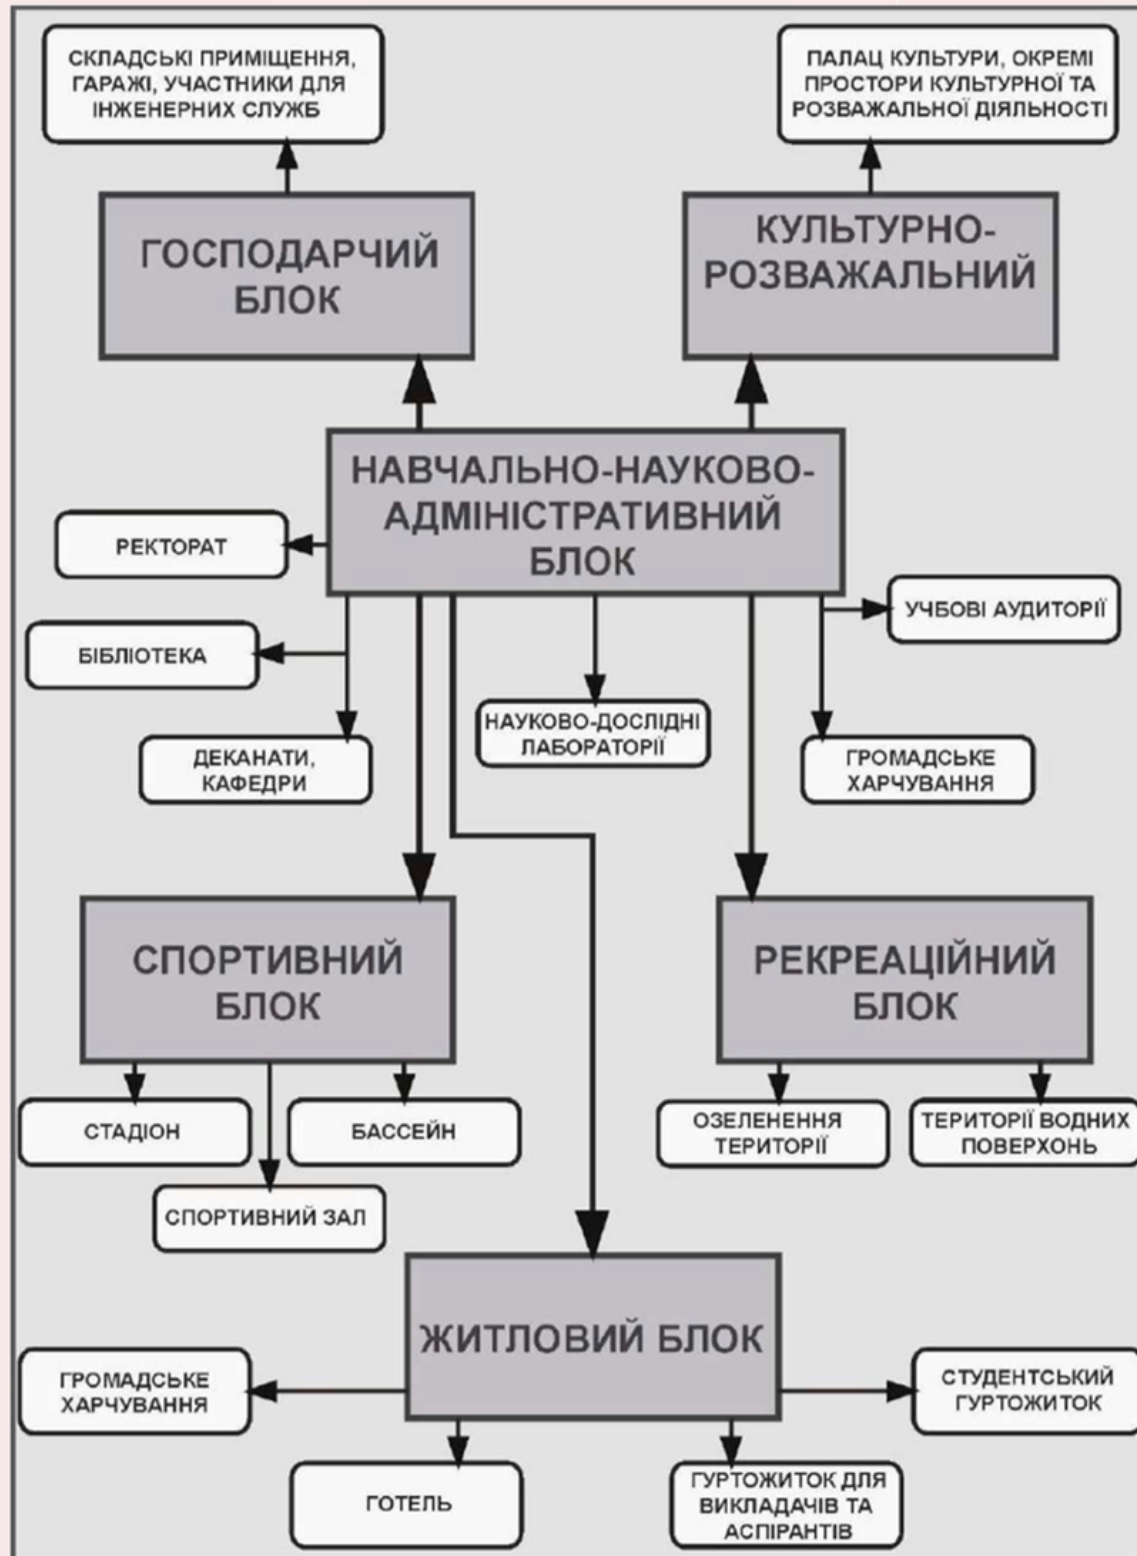 СКЛАДСЬКІ ПРИМІЩЕННЯ,
ГАРАЖІ, УЧАСТНИКИ ДЛЯ
ІНЖЕНЕРНИХ СЛУЖБ
ПАЛАЦ КУЛЬТУРИ, ОКРЕМІ
ПРОСТОРИ КУЛЬТУРНОЇ ТА
РОЗВАЖАЛЬНОЇ ДІЯЛЬНОСТІ
ГОСПОДАРЧИЙ
БЛОК
КУЛЬТУРНО-
РОЗВАЖАЛЬНИЙ
НАВЧАЛЬНО-НАУКОВО-
АДМІНІСТРАТИВНИЙ
БЛОК
РЕКТОРАТ
УЧБОВІ АУДИТОРІЇ
БІБЛІОТЕКА
НАУКОВО-ДОСЛІДНІ
ЛАБОРАТОРІЇ
ДЕКАНАТИ,
КАФЕДРИ
ГРОМАДСЬКЕ
ХАРЧУВАННЯ
СПОРТИВНИЙ
БЛОК
РЕКРЕАЦІЙНИЙ
БЛОК
СТАДІОН
БАССЕЙН
СПОРТИВНИЙ ЗАЛ
ОЗЕЛЕНЕННЯ
ТЕРИТОРІЇ
ТЕРИТОРІЇ ВОДНИХ
ПОВЕРХОНЬ
ЖИТЛОВИЙ БЛОК
ГРОМАДСЬКЕ
ХАРЧУВАННЯ
СТУДЕНТСЬКИЙ
ГУРТОЖИТОК
ГОТЕЛЬ
ГУРТОЖИТОК ДЛЯ
ВИКЛАДАЧІВ ТА
АСПІРАНТІВ